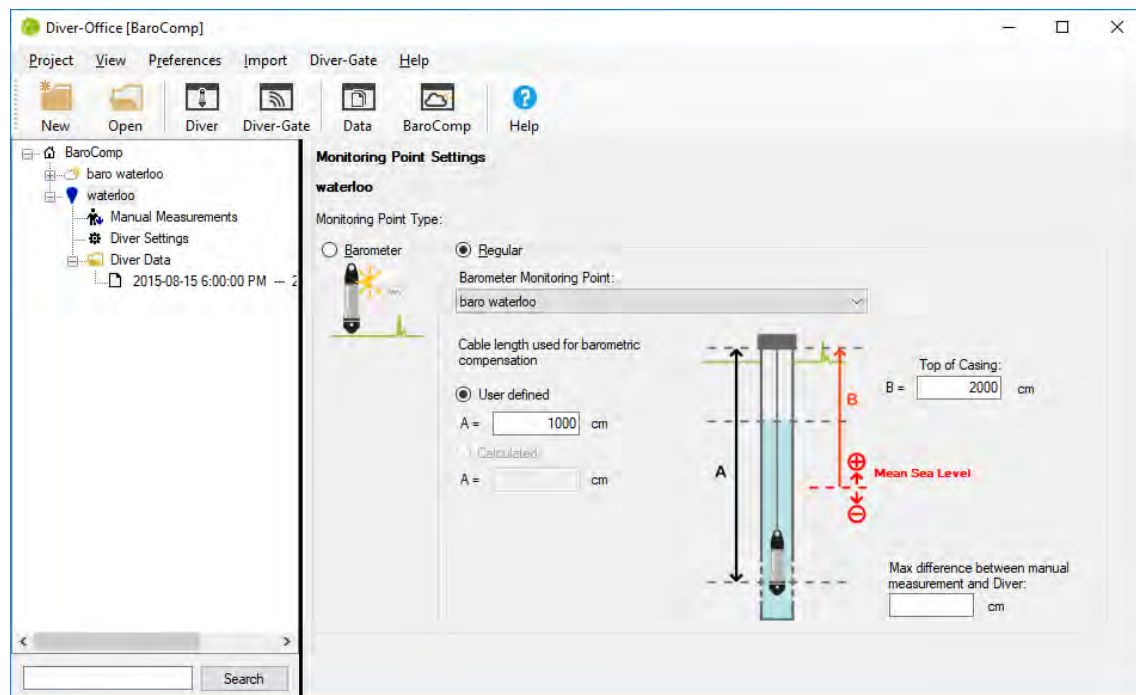 Diver-Office [BaroComp]
Project View Preferences Import Diver-Gate Help
New Open Diver Diver-Gate Data BaroComp Help
BaroComp
baro waterloo
waterloo
Manual Measurements
Diver Settings
Diver Data
2015-08-15 6:00:00 PM --- 2
Search
Monitoring Point Settings
waterloo
Monitoring Point Type:
Barometer
Regular
Barometer Monitoring Point:
baro waterloo
Cable length used for barometric
compensation
User defined
A = 1000 cm
Calculated
A = cm
A
B
Top of Casing:
B = 2000 cm
Mean Sea Level
Max difference between manual
measurement and Diver:
cm